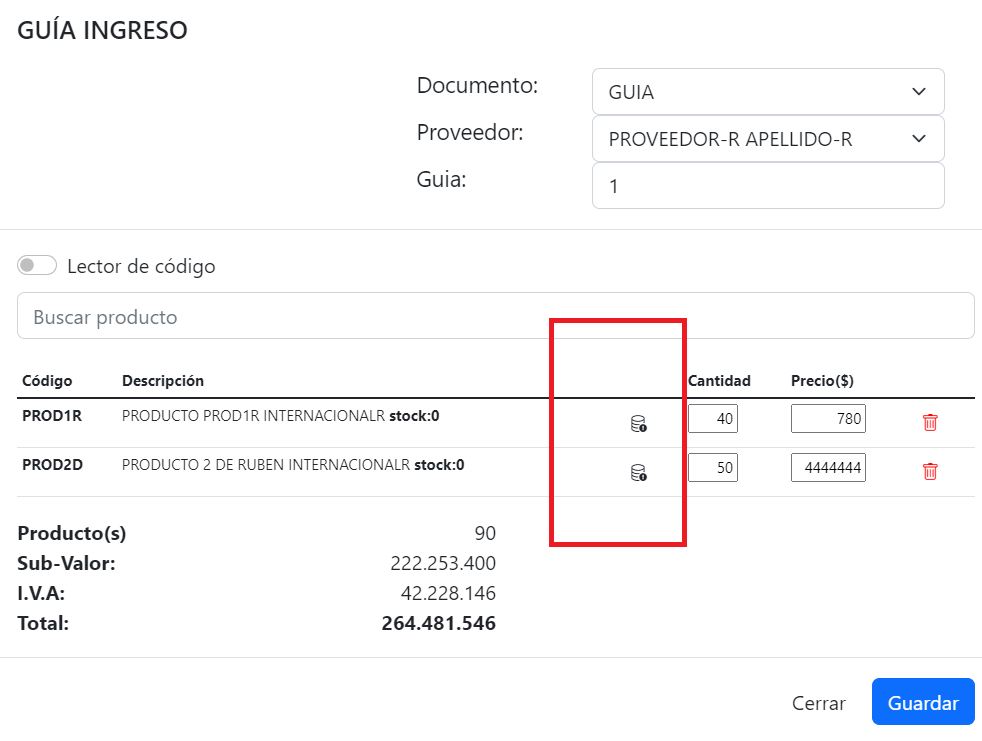 GUÍA INGRESO
Documento: GUIA
Proveedor: PROVEEDOR-R APELLIDO-R
Guia: 1
Lector de código
Buscar producto
Código Descripción Cantidad Precio($)
PROD1R PRODUCTO PROD1R INTERNACIONALR stock:0 40 780
PROD2D PRODUCTO 2 DE RUBEN INTERNACIONALR stock:0 50 4444444
Producto(s) 90
Sub-Valor: 222.253.400
I.V.A: 42.228.146
Total: 264.481.546
Cerrar Guardar